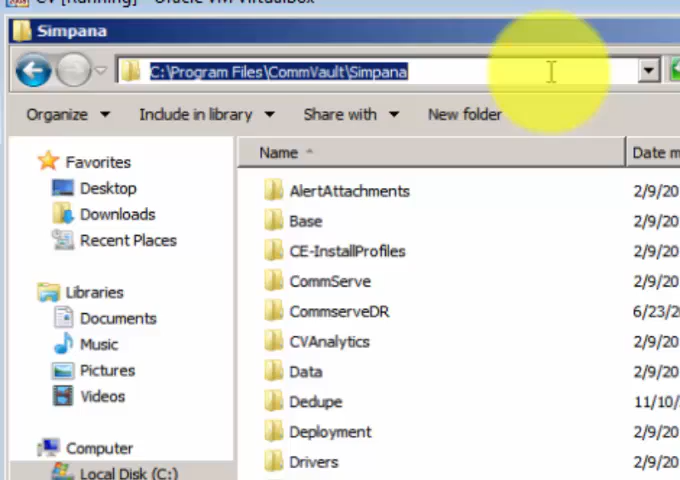 CV [Running] - Oracle VM VirtualBox
Simpana
C:\Program Files\CommVault\Simpana
Organize Include in library Share with New folder
Name Date m
Favorites
Desktop
Downloads
Recent Places
Libraries
Documents
Music
Pictures
Videos
Computer
Local Disk (C:)
AlertAttachments 2/9/20
Base 2/9/20
CE-InstallProfiles 2/9/20
CommServe 2/9/20
CommserveDR 6/23/2
CVAnalytics 2/9/20
Data 2/9/20
Dedupe 11/10/
Deployment 2/9/20
Drivers 2/9/20